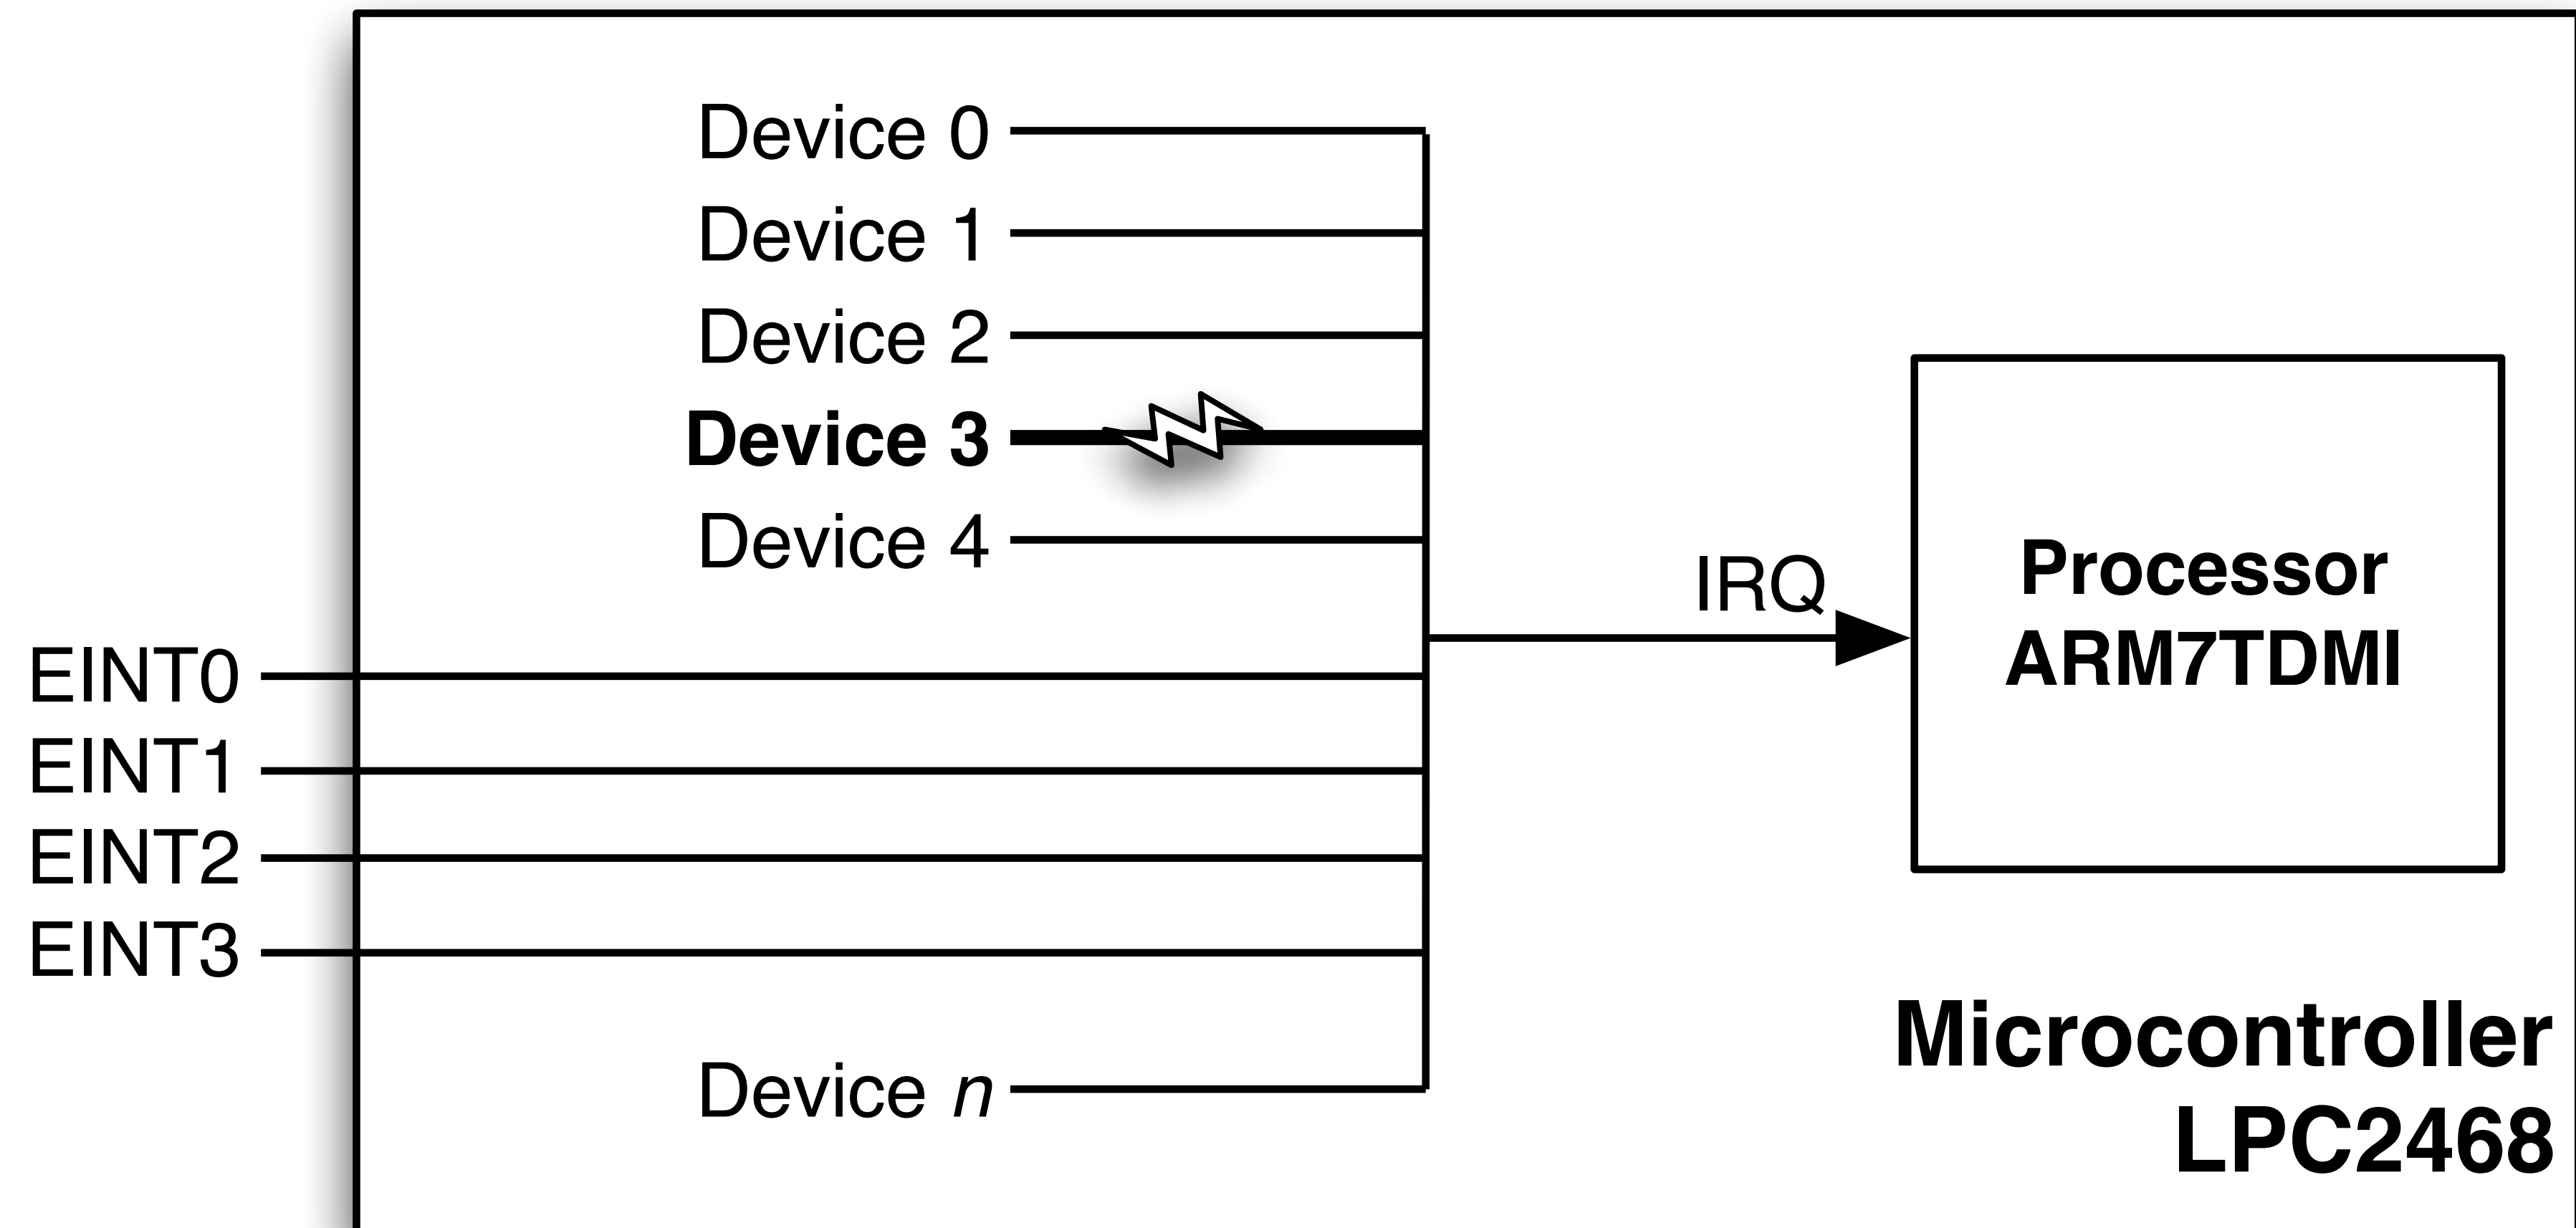 Device 0
Device 1
Device 2
Device 3
Device 4
IRQ
Processor
ARM7TDMI
EINT0
EINT1
EINT2
EINT3
Device n
Microcontroller
LPC2468